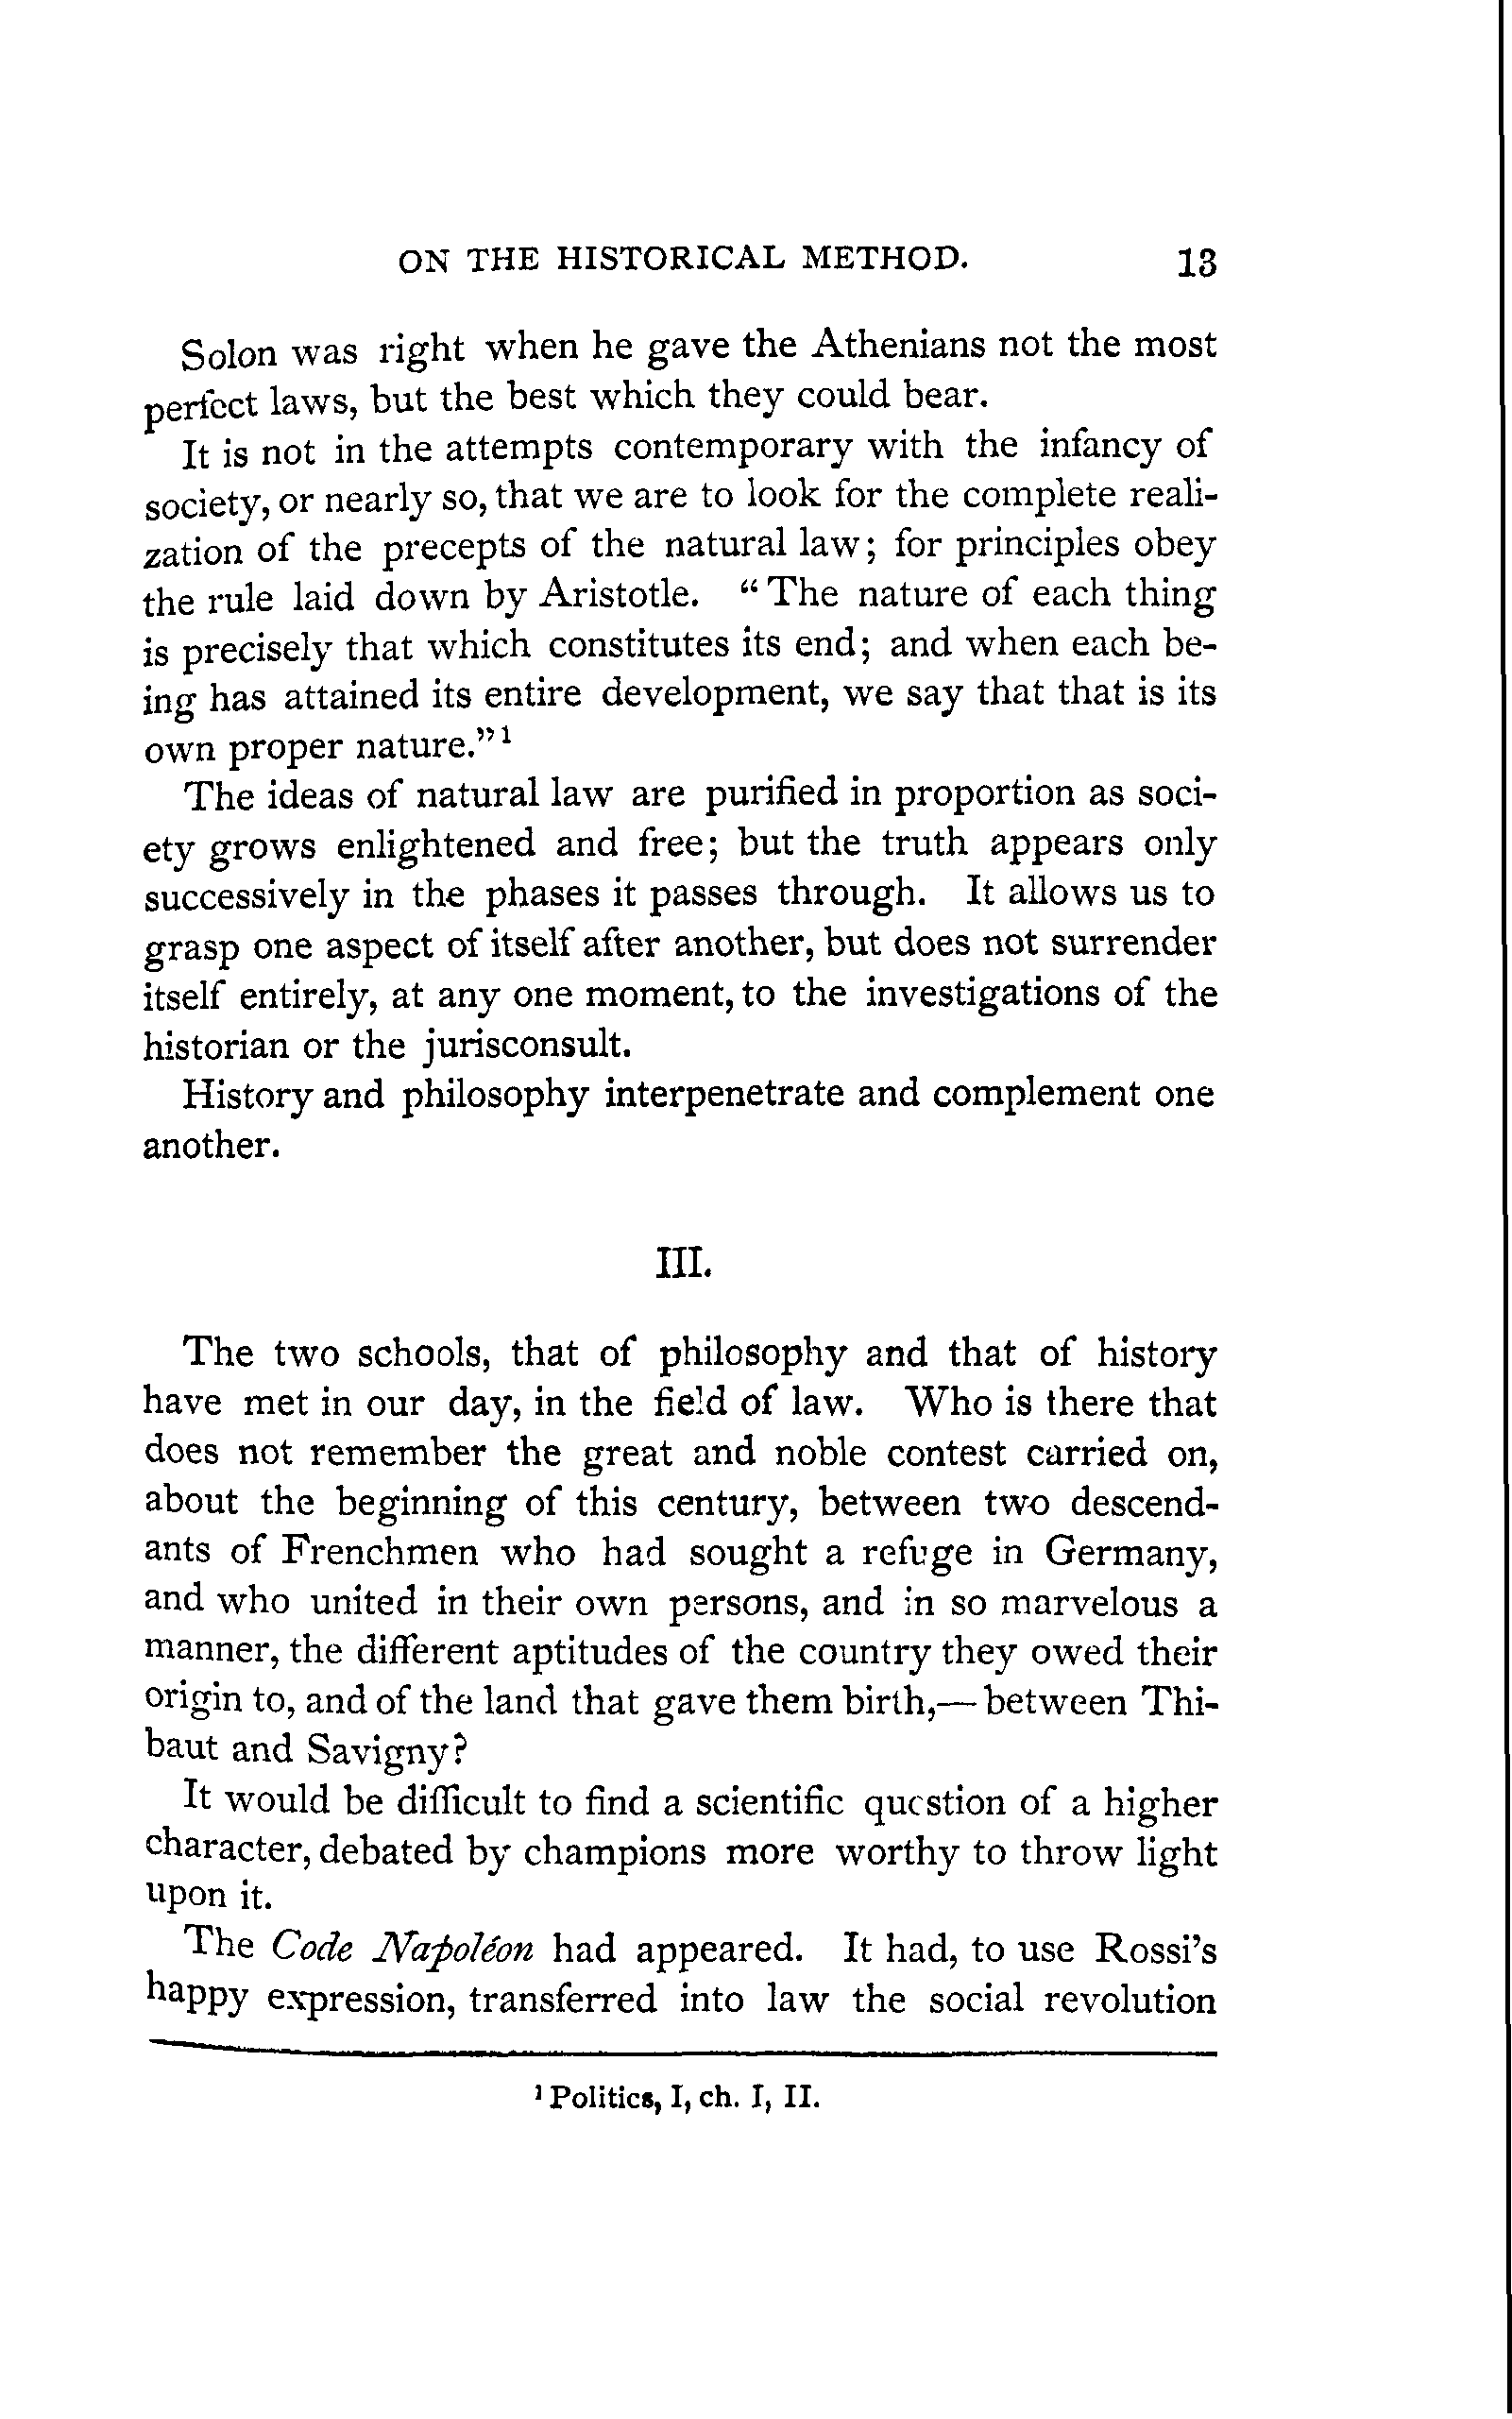 ON THE HISTORICAL METHOD. 13
Solon was right when he gave the Athenians not the most
perfect laws, but the best which they could bear.
It is not in the attempts contemporary with the infancy of
society, or nearly so, that we are to look for the complete reali-
zation of the precepts of the natural law; for principles obey
the rule laid down by Aristotle. “The nature of each thing
is precisely that which constitutes its end; and when each be-
ing has attained its entire development, we say that that is its
own proper nature.”¹
The ideas of natural law are purified in proportion as soci-
ety grows enlightened and free; but the truth appears only
successively in the phases it passes through. It allows us to
grasp one aspect of itself after another, but does not surrender
itself entirely, at any one moment, to the investigations of the
historian or the jurisconsult.
History and philosophy interpenetrate and complement one
another.
III.
The two schools, that of philosophy and that of history
have met in our day, in the field of law. Who is there that
does not remember the great and noble contest carried on,
about the beginning of this century, between two descend-
ants of Frenchmen who had sought a refuge in Germany,
and who united in their own persons, and in so marvelous a
manner, the different aptitudes of the country they owed their
origin to, and of the land that gave them birth,— between Thi-
baut and Savigny?
It would be difficult to find a scientific question of a higher
character, debated by champions more worthy to throw light
upon it.
The Code Napoléon had appeared. It had, to use Rossi’s
happy expression, transferred into law the social revolution
¹ Politics, I, ch. I, II.